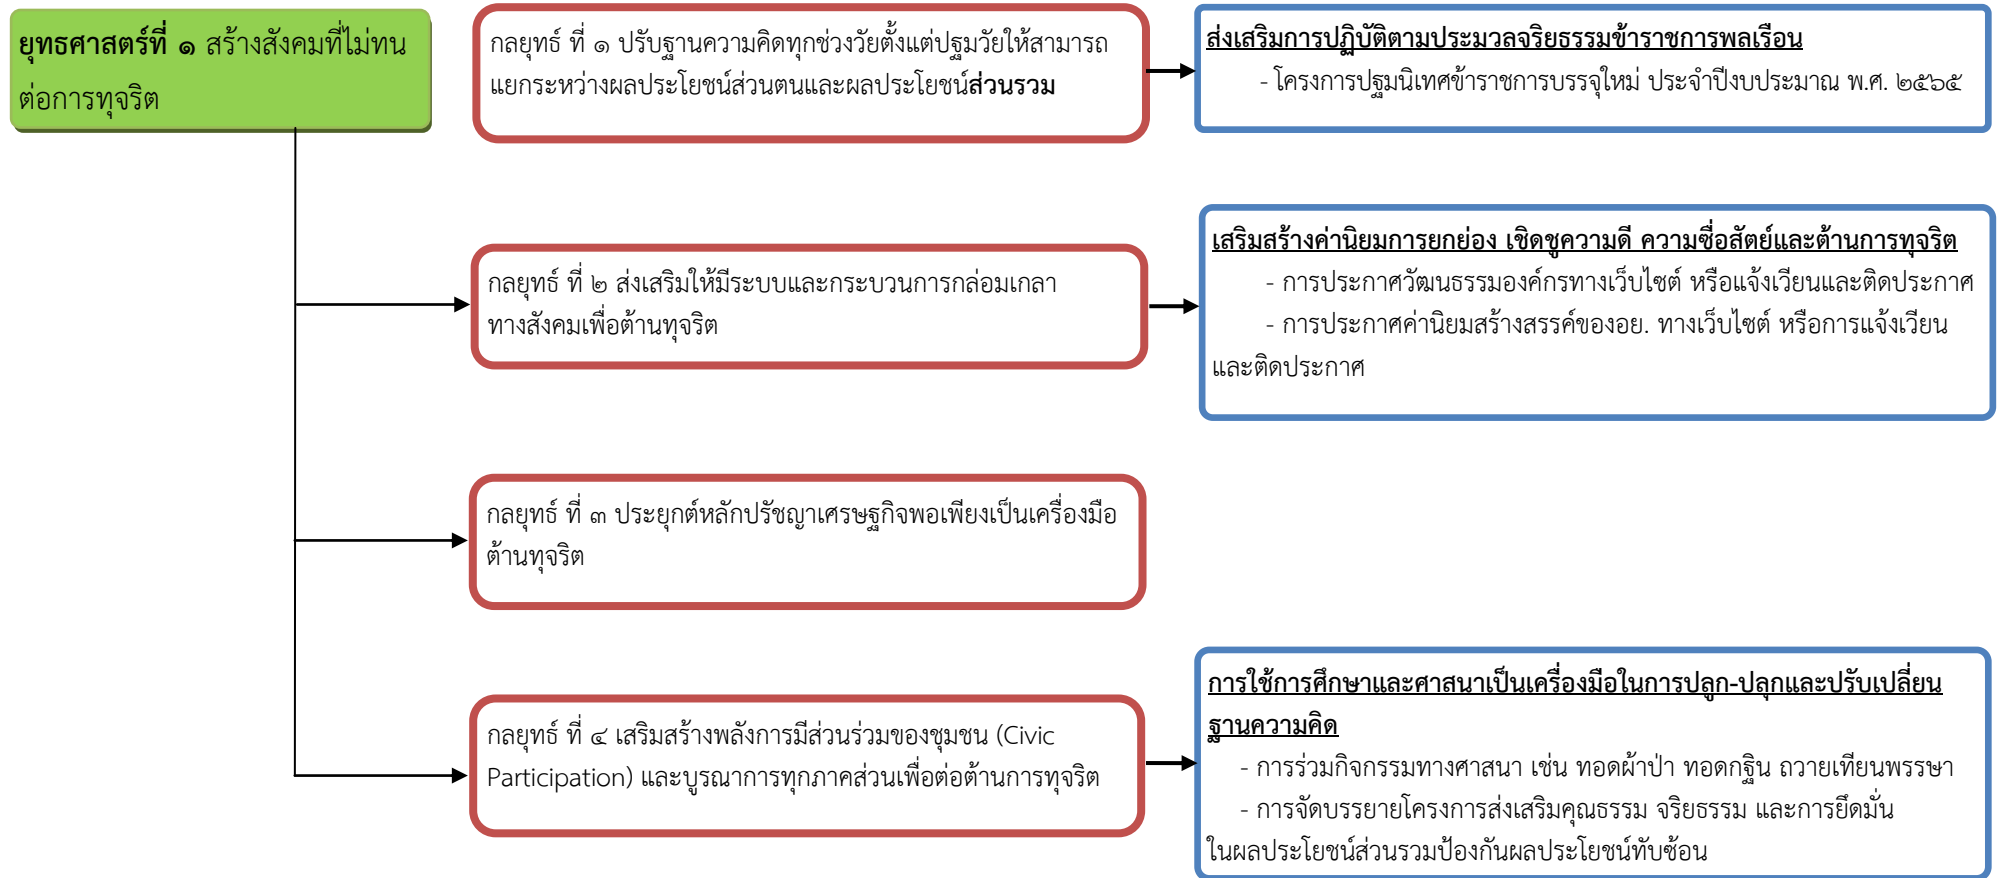 ยุทธศาสตร์ที่ ๑ สร้างสังคมที่ไม่ทน
ต่อการทุจริต
กลยุทธ์ ที่ ๑ ปรับฐานความคิดทุกช่วงวัยตั้งแต่ปฐมวัยให้สามารถ
แยกระหว่างผลประโยชน์ส่วนตนและผลประโยชน์ส่วนรวม
ส่งเสริมการปฏิบัติตามประมวลจริยธรรมข้าราชการพลเรือน
- โครงการปฐมนิเทศข้าราชการบรรจุใหม่ ประจำปีงบประมาณ พ.ศ. ๒๕๖๕
กลยุทธ์ ที่ ๒ ส่งเสริมให้มีระบบและกระบวนการกล่อมเกลา
ทางสังคมเพื่อต้านทุจริต
เสริมสร้างค่านิยมการยกย่อง เชิดชูความดี ความซื่อสัตย์และต้านการทุจริต
- การประกาศวัฒนธรรมองค์กรทางเว็บไซต์ หรือแจ้งเวียนและติดประกาศ
- การประกาศค่านิยมสร้างสรรค์ของอย. ทางเว็บไซต์ หรือการแจ้งเวียน
และติดประกาศ
กลยุทธ์ ที่ ๓ ประยุกต์หลักปรัชญาเศรษฐกิจพอเพียงเป็นเครื่องมือ
ต้านทุจริต
กลยุทธ์ ที่ ๔ เสริมสร้างพลังการมีส่วนร่วมของชุมชน (Civic
Participation) และบูรณาการทุกภาคส่วนเพื่อต่อต้านการทุจริต
การใช้การศึกษาและศาสนาเป็นเครื่องมือในการปลูก-ปลุกและปรับเปลี่ยน
ฐานความคิด
- การร่วมกิจกรรมทางศาสนา เช่น ทอดผ้าป่า ทอดกฐิน ถวายเทียนพรรษา
- การจัดบรรยายโครงการส่งเสริมคุณธรรม จริยธรรม และการยึดมั่น
ในผลประโยชน์ส่วนรวมป้องกันผลประโยชน์ทับซ้อน